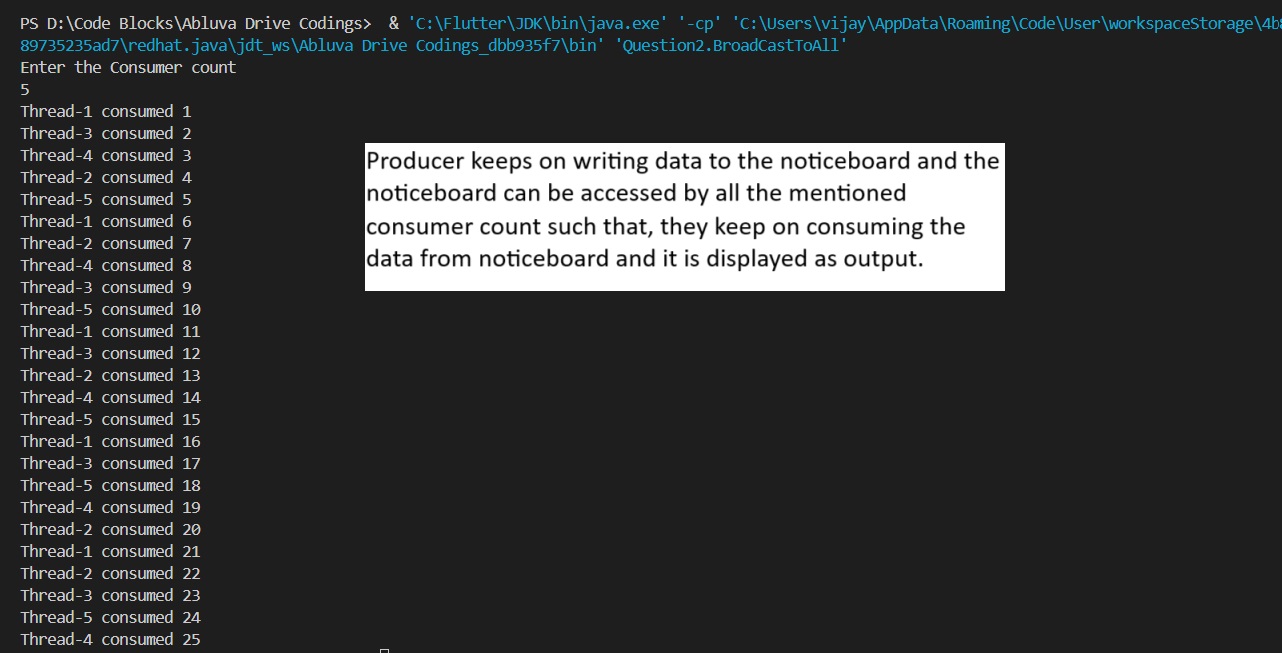 PS D:\Code Blocks\Abluva Drive Codings>  & 'C:\Flutter\JDK\bin\java.exe' '-cp' 'C:\Users\vijay\AppData\Roaming\Code\User\workspaceStorage\4b8
89735235ad7\redhat.java\jdt_ws\Abluva Drive Codings_dbb935f7\bin' 'Question2.BroadCastToAll'
Enter the Consumer count
5
Thread-1 consumed 1
Thread-3 consumed 2
Thread-4 consumed 3
Thread-2 consumed 4
Thread-5 consumed 5
Thread-1 consumed 6
Thread-2 consumed 7
Thread-4 consumed 8
Thread-3 consumed 9
Thread-5 consumed 10
Thread-1 consumed 11
Thread-3 consumed 12
Thread-2 consumed 13
Thread-4 consumed 14
Thread-5 consumed 15
Thread-1 consumed 16
Thread-3 consumed 17
Thread-5 consumed 18
Thread-4 consumed 19
Thread-2 consumed 20
Thread-1 consumed 21
Thread-2 consumed 22
Thread-3 consumed 23
Thread-5 consumed 24
Thread-4 consumed 25
Producer keeps on writing data to the noticeboard and the
noticeboard can be accessed by all the mentioned
consumer count such that, they keep on consuming the
data from noticeboard and it is displayed as output.